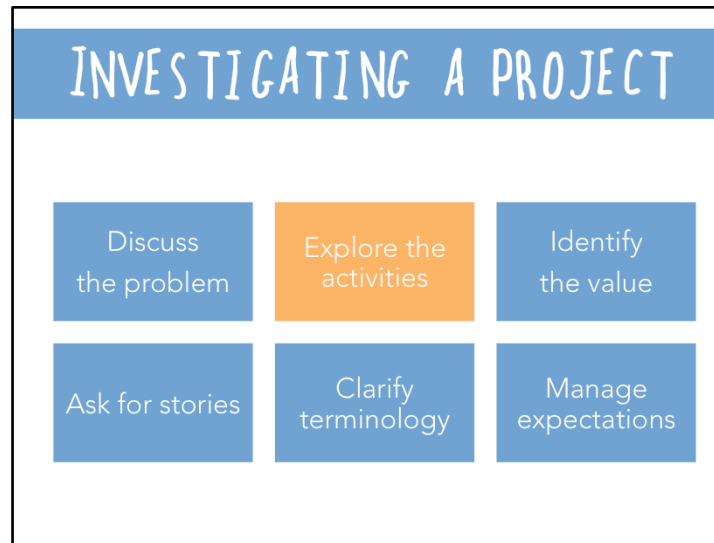 INVESTIGATING A PROJECT
Discuss
the problem
Explore the
activities
Identify
the value
Ask for stories
Clarify
terminology
Manage
expectations